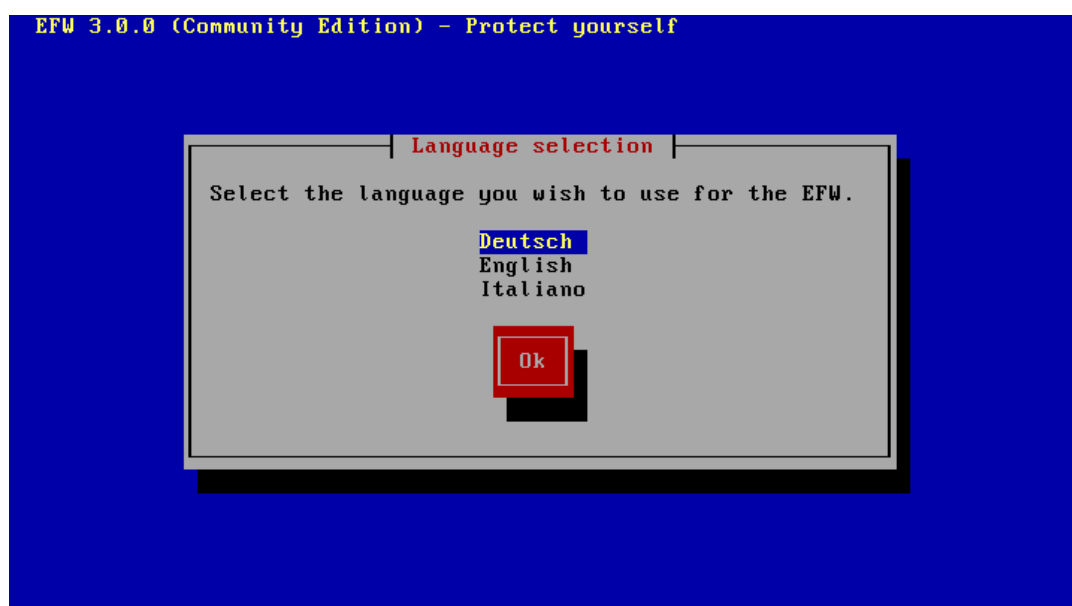 EFW 3.0.0 (Community Edition) - Protect yourself
Language selection
Select the language you wish to use for the EFW.
Deutsch
English
Italiano
Ok